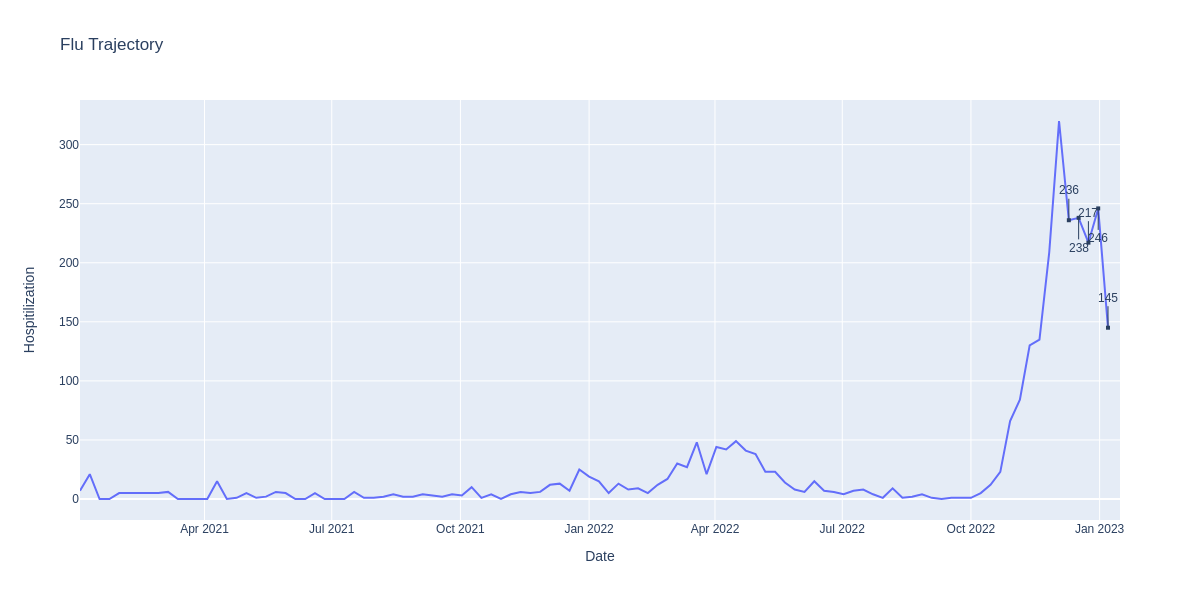 Flu Trajectory
Hospitilization
300
250
200
150
100
50
0
236
217
238
246
145
Apr 2021
Jul 2021
Oct 2021
Jan 2022
Apr 2022
Jul 2022
Oct 2022
Jan 2023
Date